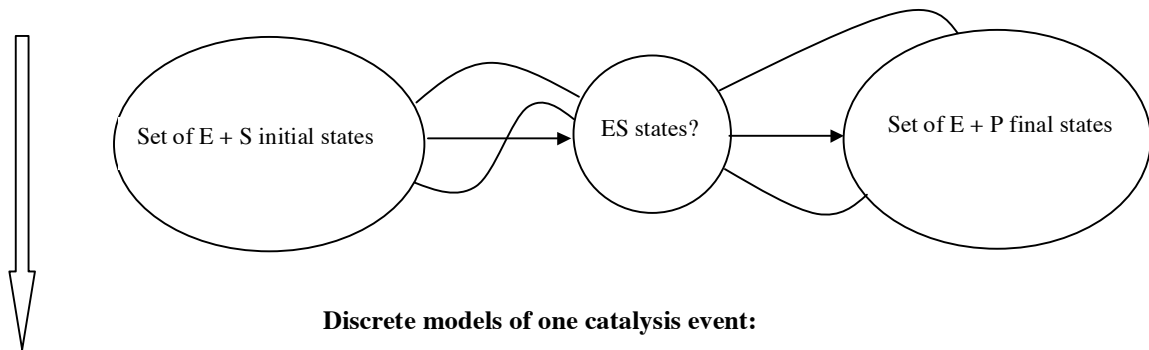 Set of E + S initial states
ES states?
Set of E + P final states
Discrete models of one catalysis event: